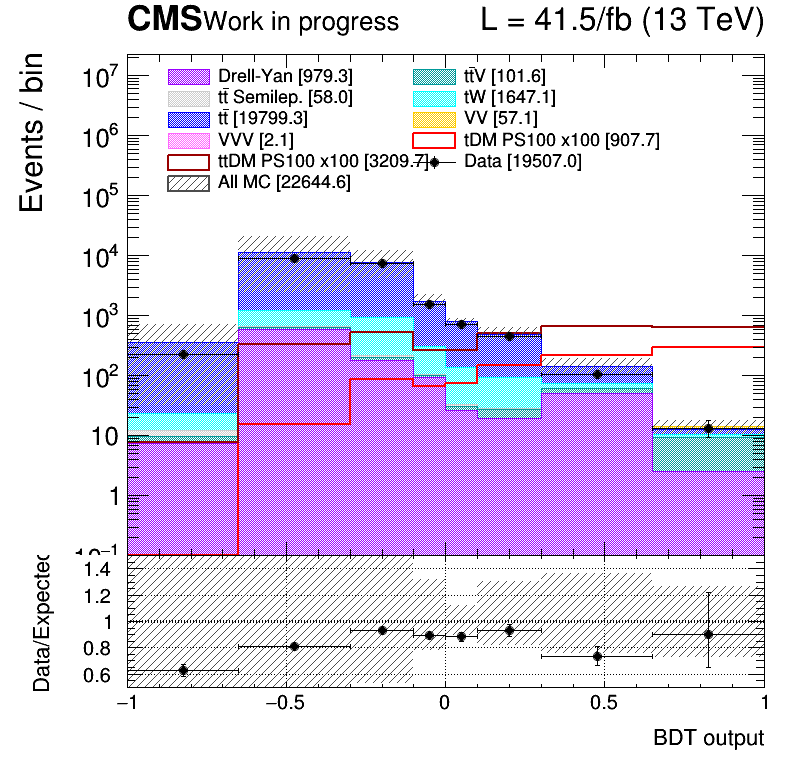 CMS Work in progress L = 41.5/fb (13 TeV)
Events / bin
10⁷
10⁶
10⁵
10⁴
10³
10²
10
1
10⁻¹
Drell-Yan [979.3]
tt̄V [101.6]
tt̄ Semilep. [58.0]
tW [1647.1]
tt̄ [19799.3]
VV [57.1]
VVV [2.1]
tDM PS100 x100 [907.7]
ttDM PS100 x100 [3209.7]
Data [19507.0]
All MC [22644.6]
Data/Expected
1.4
1.2
1
0.8
0.6
−1 −0.5 0 0.5 1
BDT output